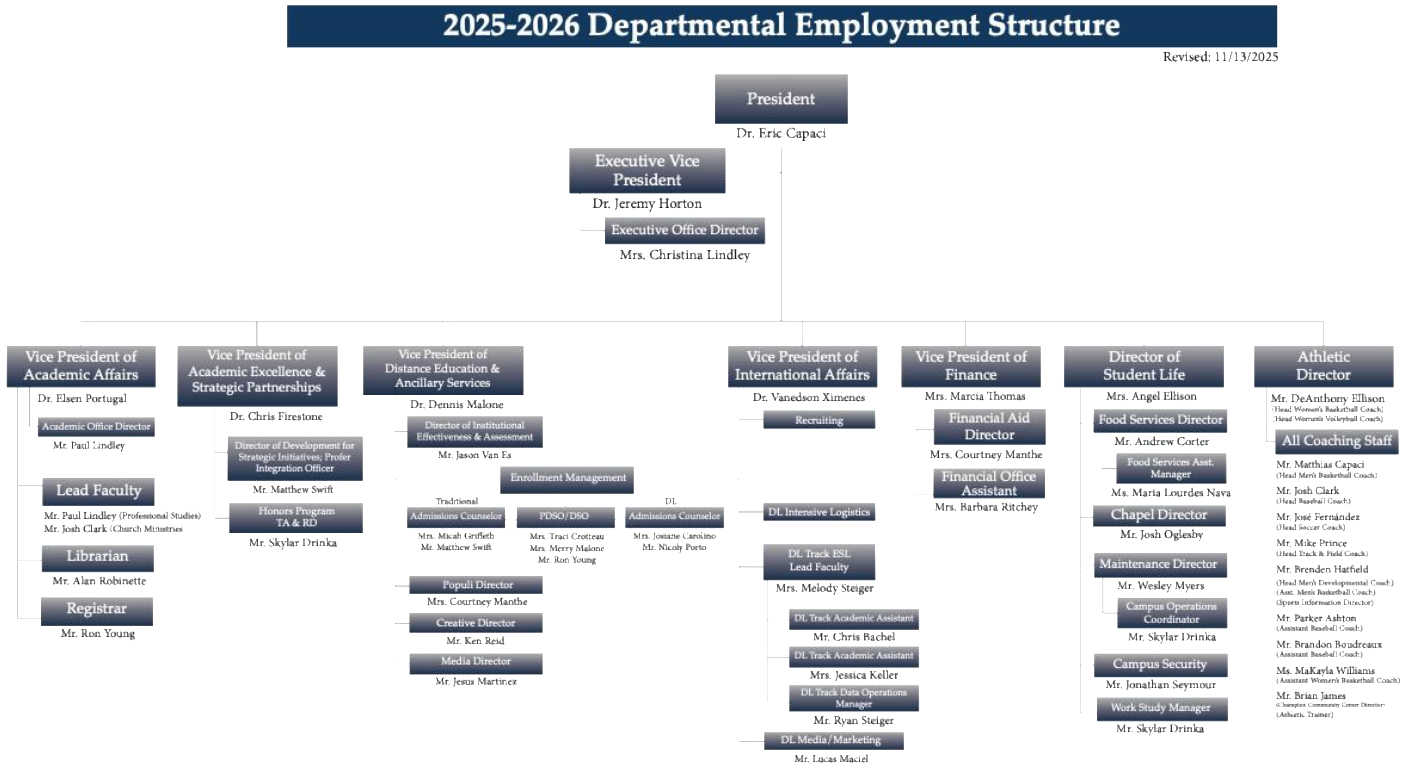 2025-2026 Departmental Employment Structure
Revised: 11/13/2025
President
Dr. Eric Capaci
Executive Vice
President
Dr. Jeremy Horton
Executive Office Director
Mrs. Christina Lindley
Vice President of
Academic Affairs
Dr. Elsen Portugal
Academic Office Director
Mr. Paul Lindley
Lead Faculty
Mr. Paul Lindley (Professional Studies)
Mr. Josh Clark (Church Ministries
Librarian
Mr. Alan Robinette
Registrar
Mr. Ron Young
Vice President of
Academic Excellence &
Strategic Partnerships
Dr. Chris Firestone
Director of Development for
Strategic Initiatives; Profer
Integration Officer
Mr. Matthew Swift
Honors Program
TA & RD
Mr. Skylar Drinka
Vice President of
Distance Education &
Ancillary Services
Dr. Dennis Malone
Director of Institutional
Effectiveness & Assessment
Mr. Jason Van Es
Enrollment Management
Traditional
Admissions Counselor
Mrs. Micah Griffeth
Mr. Matthew Swift
PDSO/DSO
Mrs. Traci Crotteau
Mrs. Merry Malone
Mr. Ron Young
DL
Admissions Counselor
Mrs. Josiane Carolino
Mr. Nicoly Porto
Populi Director
Mrs. Courtney Manthe
Creative Director
Mr. Ken Reid
Media Director
Mr. Jesus Martinez
Vice President of
International Affairs
Dr. Vanedson Ximenes
Recruiting
DL Intensive Logistics
DL Track ESL
Lead Faculty
Mrs. Melody Steiger
DL Track Academic Assistant
Mr. Chris Bachel
DL Track Academic Assistant
Mrs. Jessica Keller
DL Track Data Operations
Manager
Mr. Ryan Steiger
DL Media/Marketing
Mr. Lucas Maciel
Vice President of
Finance
Mrs. Marcia Thomas
Financial Aid
Director
Mrs. Courtney Manthe
Financial Office
Assistant
Mrs. Barbara Ritchey
Director of
Student Life
Mrs. Angel Ellison
Food Services Director
Mr. Andrew Corter
Food Services Asst.
Manager
Ms. Maria Lourdes Nava
Chapel Director
Mr. Josh Oglesby
Maintenance Director
Mr. Wesley Myers
Campus Operations
Coordinator
Mr. Skylar Drinka
Campus Security
Mr. Jonathan Seymour
Work Study Manager
Mr. Skylar Drinka
Athletic
Director
Mr. DeAnthony Ellison
(Head Women's Basketball Coach)
(Head Women's Volleyball Coach)
All Coaching Staff
Mr. Matthias Capaci
(Head Men's Basketball Coach)
Mr. Josh Clark
(Head Baseball Coach)
Mr. José Fernández
(Head Soccer Coach)
Mr. Mike Prince
(Head Track & Field Coach)
Mr. Brenden Hatfield
(Head Men's Developmental Coach)
(Asst. Men's Basketball Coach)
(Sports Information Director)
Mr. Parker Ashton
(Assistant Baseball Coach)
Mr. Brandon Boudreaux
(Assistant Baseball Coach)
Ms. MaKayla Williams
(Assistant Women's Basketball Coach)
Mr. Brian James
(Champion Community Center Director)
(Athletic Trainer)